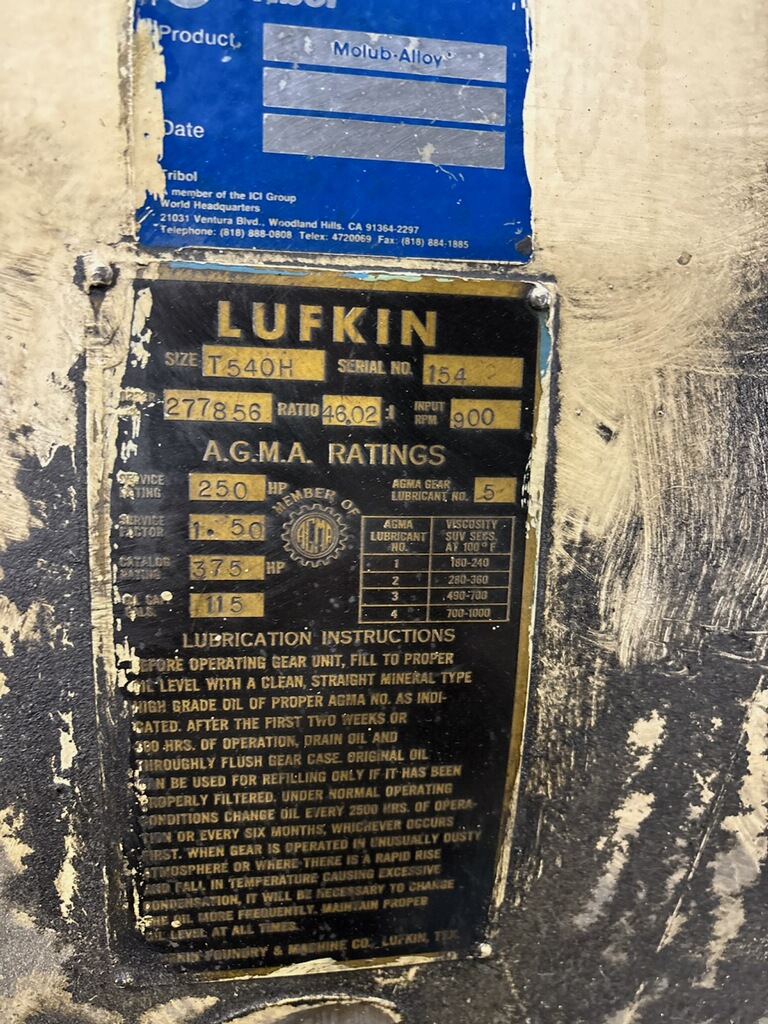 Product
Molub-Alloy
Date
Tribol
A member of the ICI Group
World Headquarters
21031 Ventura Blvd., Woodland Hills, CA 91364-2297
Telephone: (818) 888-0808 Telex: 4720069 Fax: (818) 884-1885
LUFKIN
SIZE T540H SERIAL NO. 154
277856 RATIO 46.02 :1 INPUT RPM 900
A.G.M.A. RATINGS
SERVICE RATING 250 HP
AGMA GEAR LUBRICANT NO. 5
MEMBER OF
AGMA
SERVICE FACTOR 1.50
CATALOG RATING 375 HP
115
AGMA LUBRICANT NO. VISCOSITY SUV SECS. AT 100°F
1 180-240
2 280-360
3 490-700
4 700-1000
LUBRICATION INSTRUCTIONS
BEFORE OPERATING GEAR UNIT, FILL TO PROPER
OIL LEVEL WITH A CLEAN, STRAIGHT MINERAL TYPE
HIGH GRADE OIL OF PROPER AGMA NO. AS INDI-
CATED. AFTER THE FIRST TWO WEEKS OR
300 HRS. OF OPERATION, DRAIN OIL AND
THROUGHLY FLUSH GEAR CASE. ORIGINAL OIL
CAN BE USED FOR REFILLING ONLY IF IT HAS BEEN
PROPERLY FILTERED. UNDER NORMAL OPERATING
CONDITIONS CHANGE OIL EVERY 2500 HRS. OF OPERA-
TION OR EVERY SIX MONTHS, WHICHEVER OCCURS
FIRST. WHEN GEAR IS OPERATED IN UNUSUALLY DUSTY
ATMOSPHERE OR WHERE THERE IS A RAPID RISE
AND FALL IN TEMPERATURE CAUSING EXCESSIVE
CONDENSATION, IT WILL BE NECESSARY TO CHANGE
THE OIL MORE FREQUENTLY. MAINTAIN PROPER
OIL LEVEL AT ALL TIMES.
LUFKIN FOUNDRY & MACHINE CO., LUFKIN, TEX.